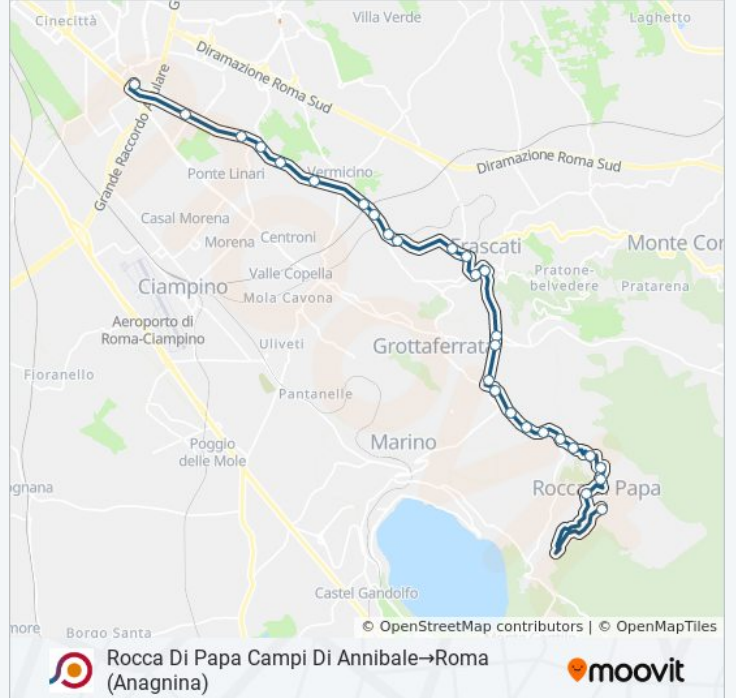 Cinecittà
G
Villa Verde
Laghetto
Diramazione Roma Sud
Grande Raccordo Anulare
Ponte Linari
Vermicino
Diramazione Roma Sud
Casal Morena
Morena
Centroni
Frascati
Monte Con
Valle Copella
Pratone-
belvedere
Pratarena
Ciampino
Mola Cavona
Aeroporto di
Roma-Ciampino
Uliveti
Grottaferrata
Fioranello
Pantanelle
Poggio
delle Mole
Marino
ognana
Rocca Papa
Castel Gandolfo
more
Borgo Santa
© OpenStreetMap contributors | © OpenMapTiles
Rocca Di Papa Campi Di Annibale→Roma
(Anagnina)
moovit